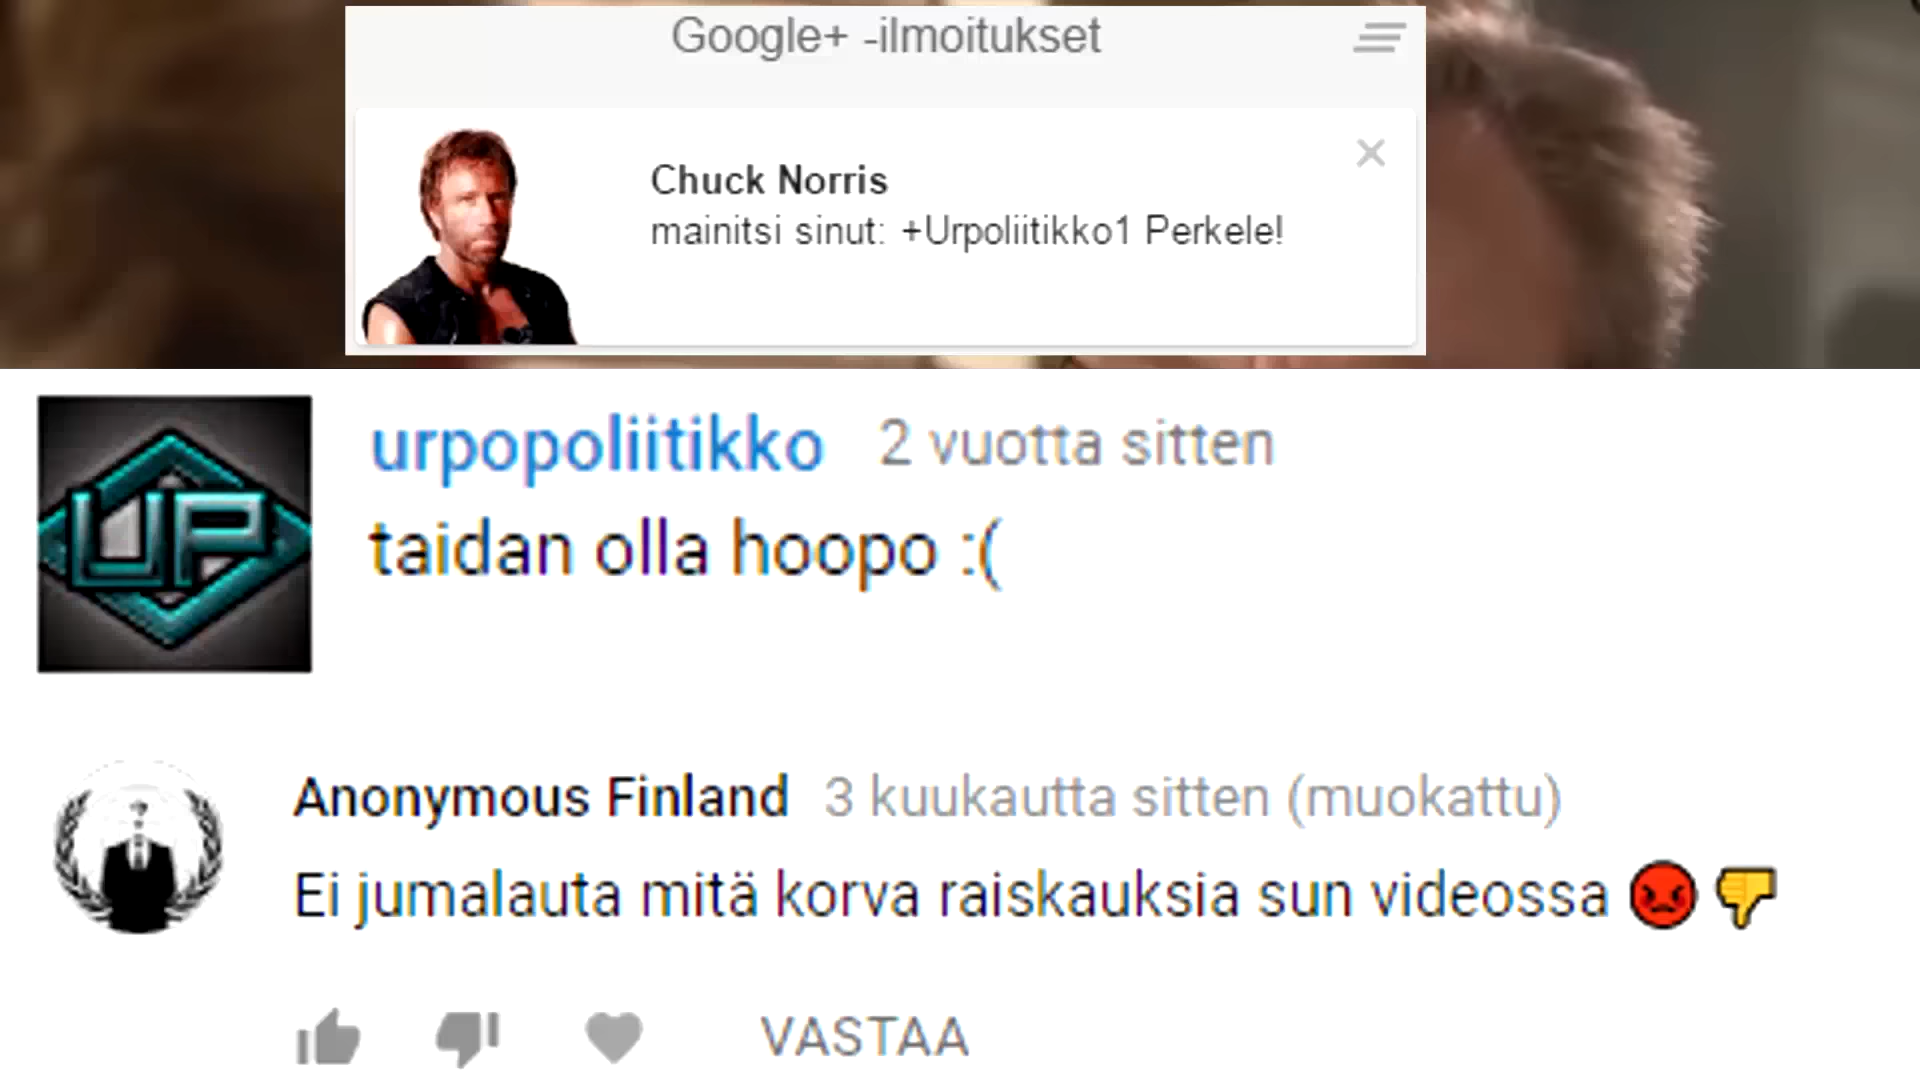 Google+ -ilmoitukset
Chuck Norris
mainitsi sinut: +Urpoliitikko1 Perkele!
urpopoliitikko 2 vuotta sitten
UP
taidan olla hoopo :(
Anonymous Finland 3 kuukautta sitten (muokattu)
Ei jumalauta mitä korva raiskauksia sun videossa 😡 👎
VASTAA